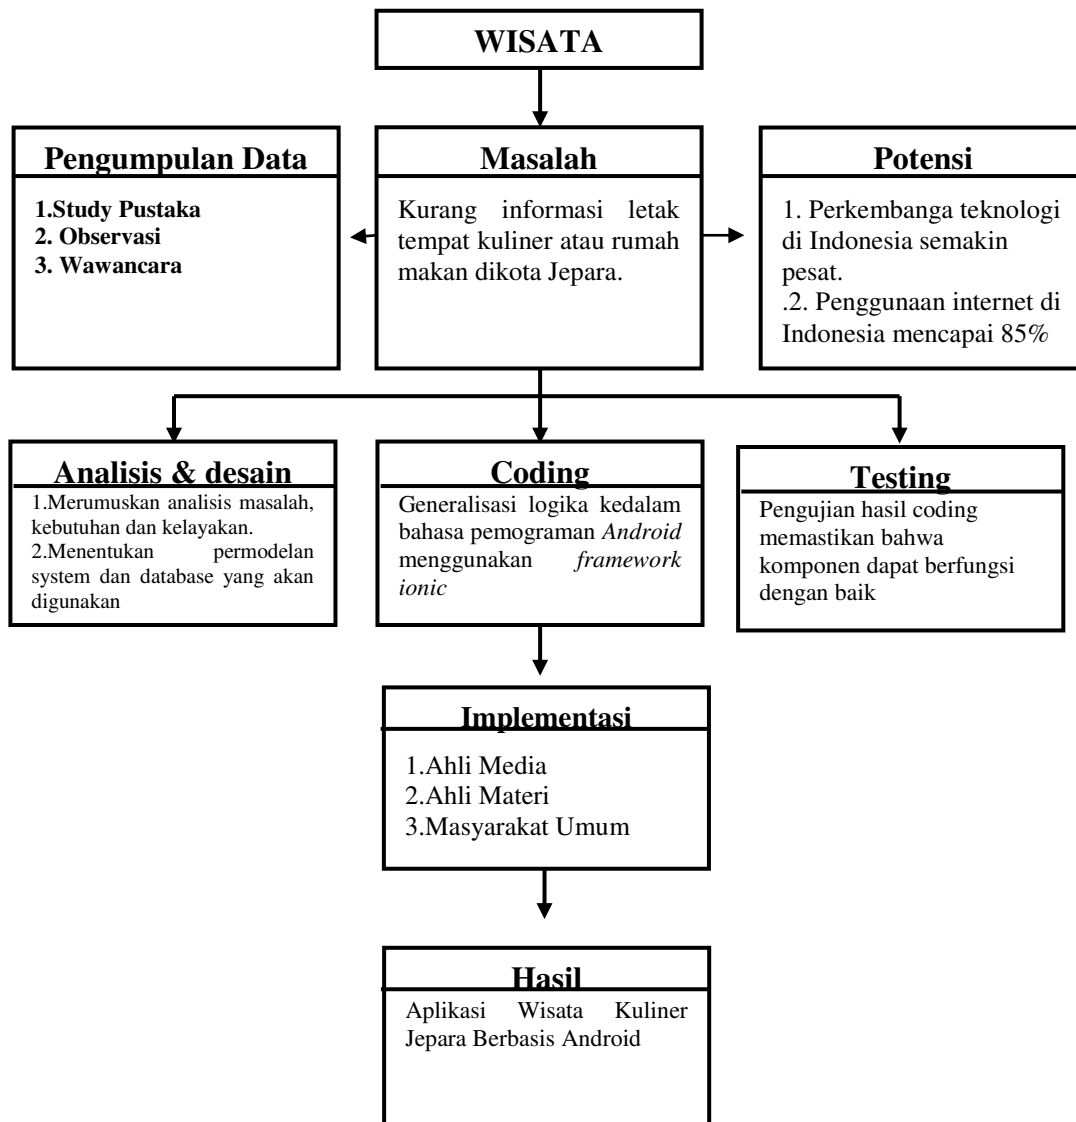 WISATA
Pengumpulan Data
1.Study Pustaka
2. Observasi
3. Wawancara
Masalah
Kurang informasi letak
tempat kuliner atau rumah
makan dikota Jepara.
Potensi
1. Perkembanga teknologi
di Indonesia semakin
pesat.
.2. Penggunaan internet di
Indonesia mencapai 85%
Analisis & desain
1.Merumuskan analisis masalah,
kebutuhan dan kelayakan.
2.Menentukan permodelan
system dan database yang akan
digunakan
Coding
Generalisasi logika kedalam
bahasa pemograman Android
menggunakan framework
ionic
Testing
Pengujian hasil coding
memastikan bahwa
komponen dapat berfungsi
dengan baik
Implementasi
1.Ahli Media
2.Ahli Materi
3.Masyarakat Umum
Hasil
Aplikasi Wisata Kuliner
Jepara Berbasis Android